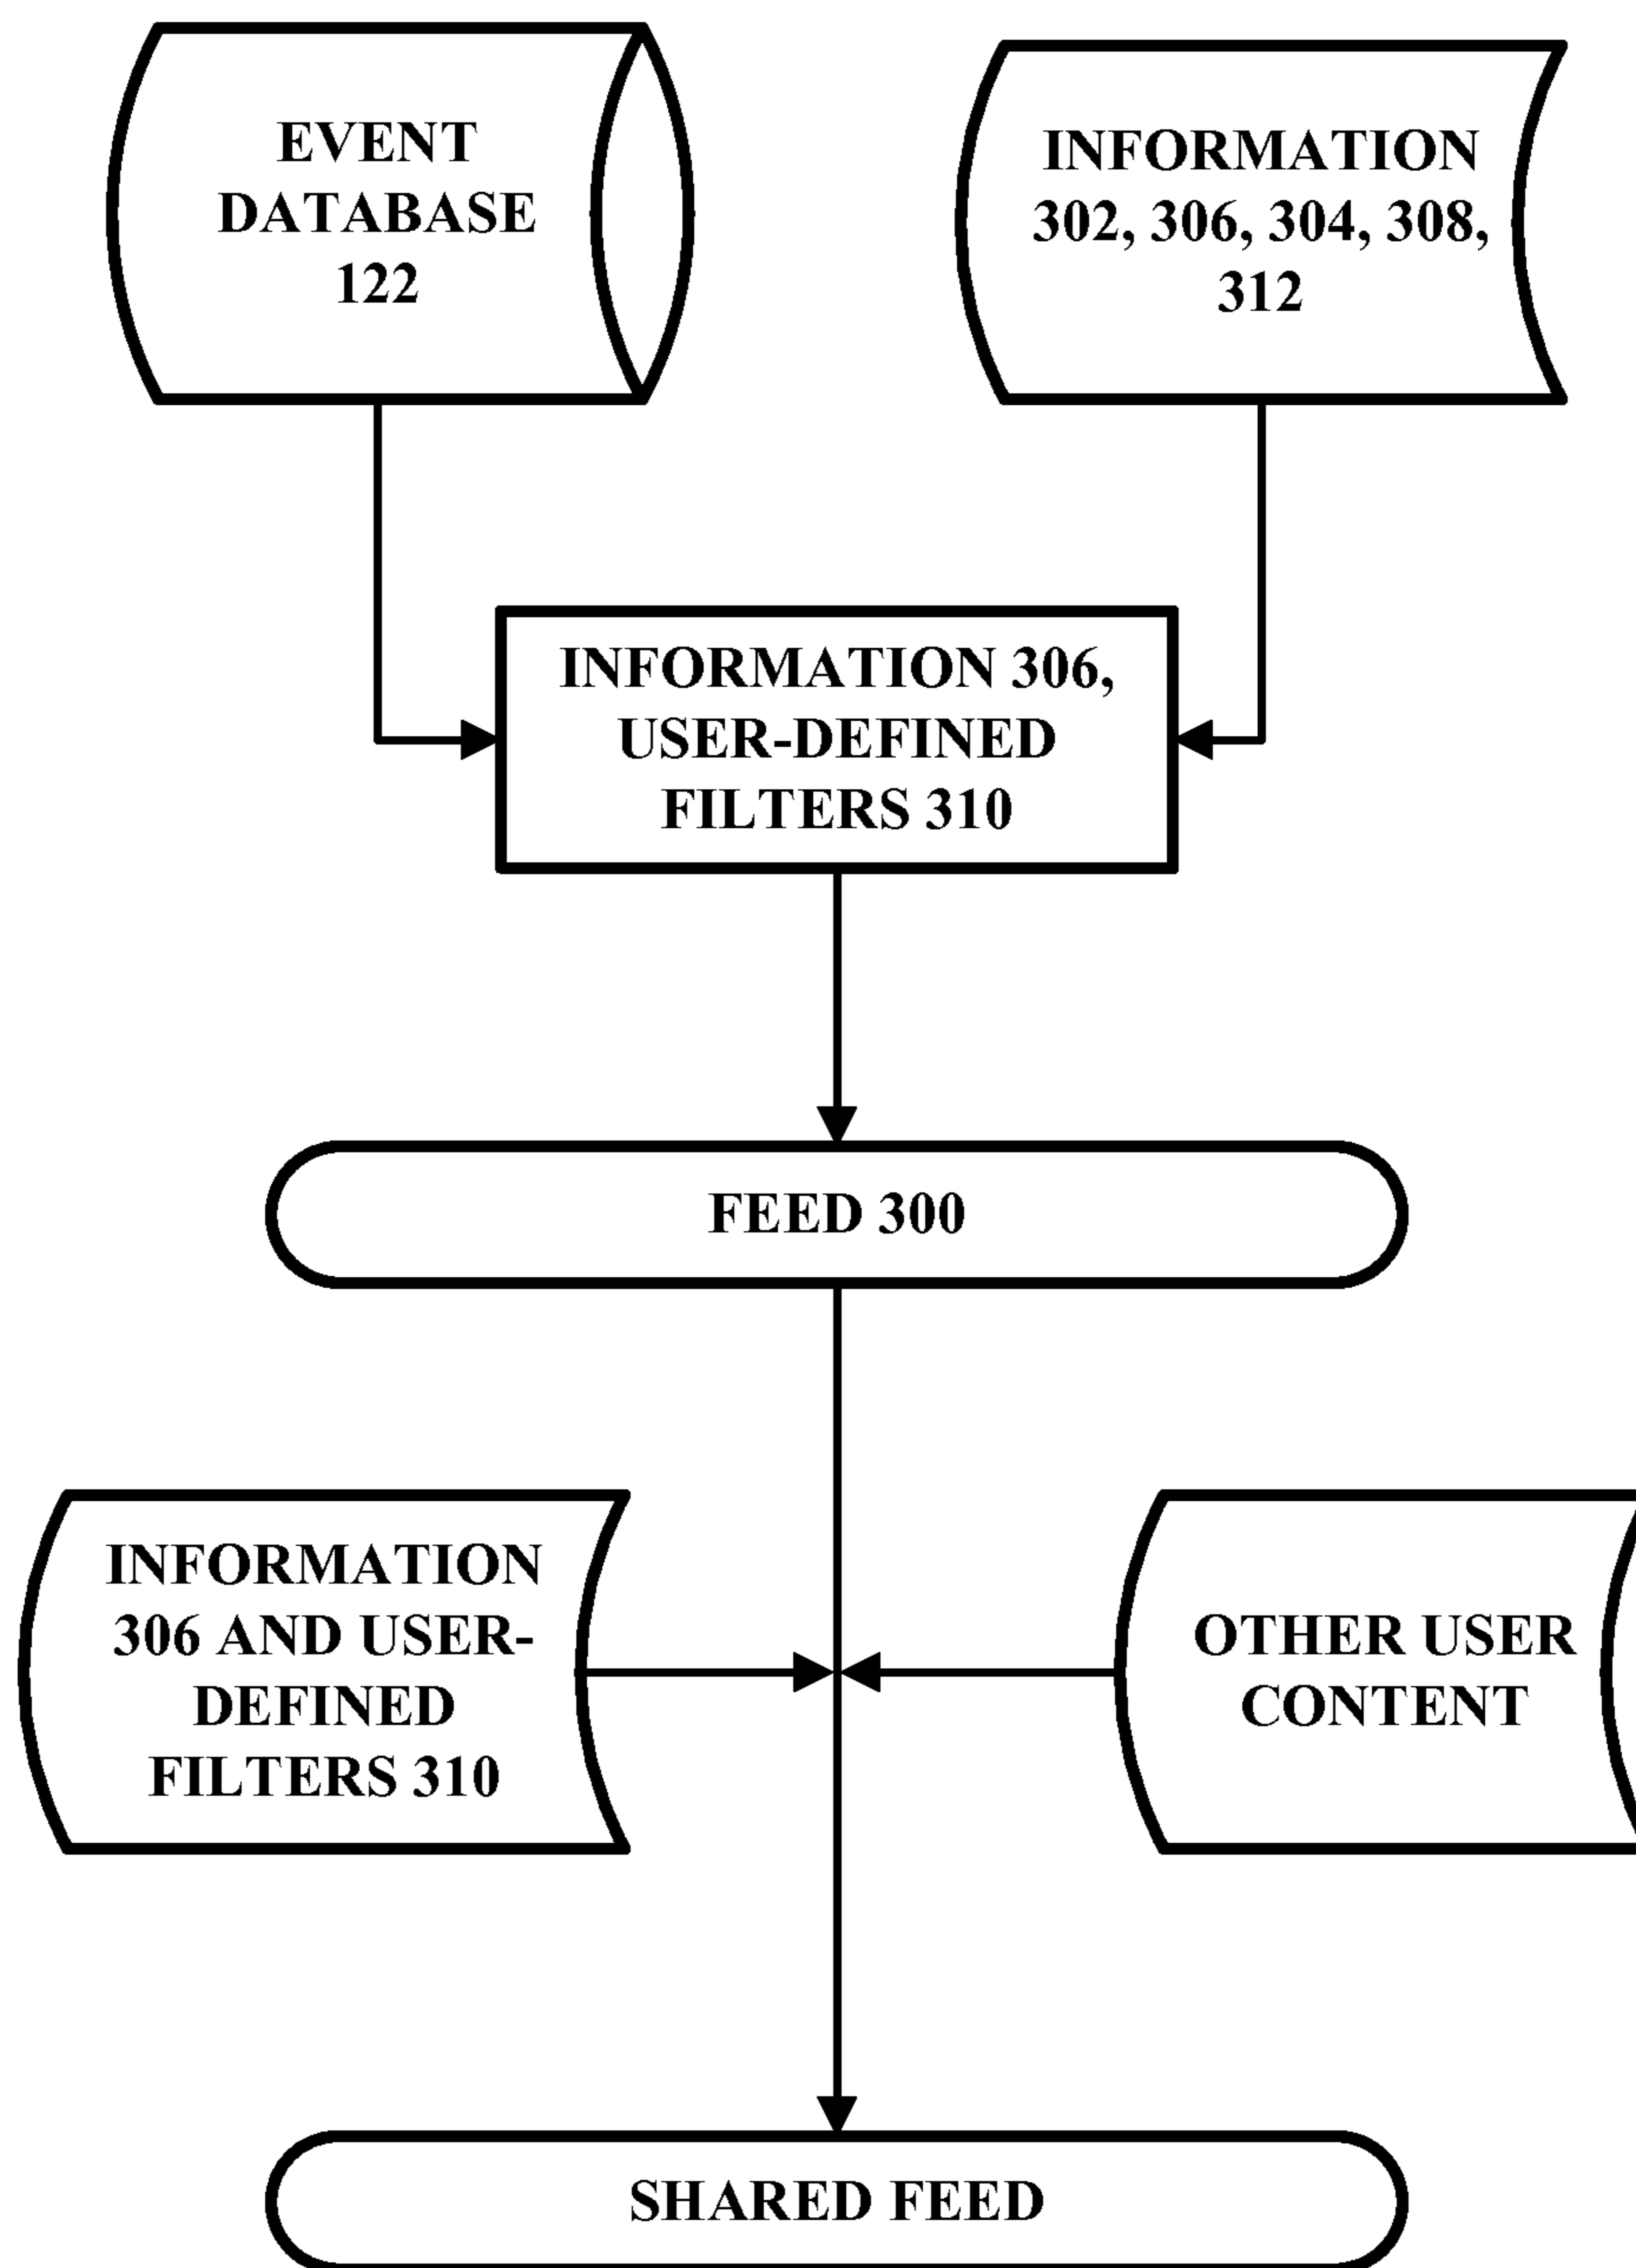 EVENT
DATABASE
122
INFORMATION
302, 306, 304, 308,
312
INFORMATION 306,
USER-DEFINED
FILTERS 310
FEED 300
INFORMATION
306 AND USER-
DEFINED
FILTERS 310
OTHER USER
CONTENT
SHARED FEED